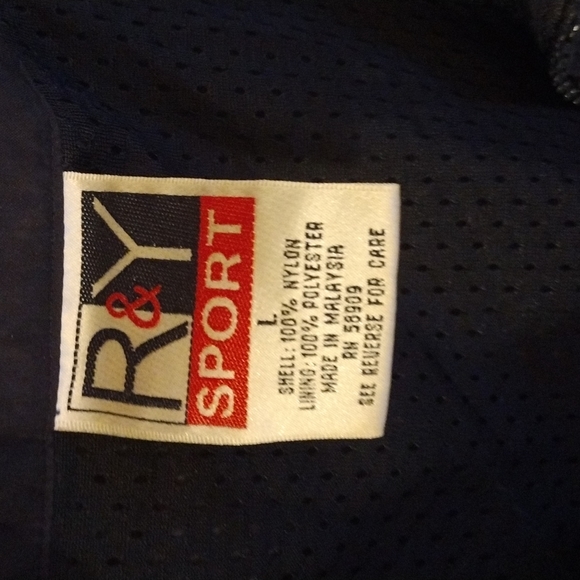 R&Y
SPORT
L
SHELL: 100% NYLON
LINING: 100% POLYESTER
MADE IN MALAYSIA
RN 58909
SEE REVERSE FOR CARE